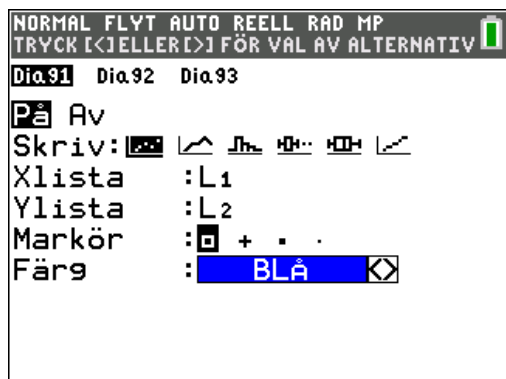 NORMAL FLYT AUTO REELL RAD MP
TRYCK [<]ELLER[>] FÖR VAL AV ALTERNATIV
Dia91 Dia92 Dia93
På Av
Skriv:
Xlista :L1
Ylista :L2
Markör : + . .
Färg : BLÅ <>